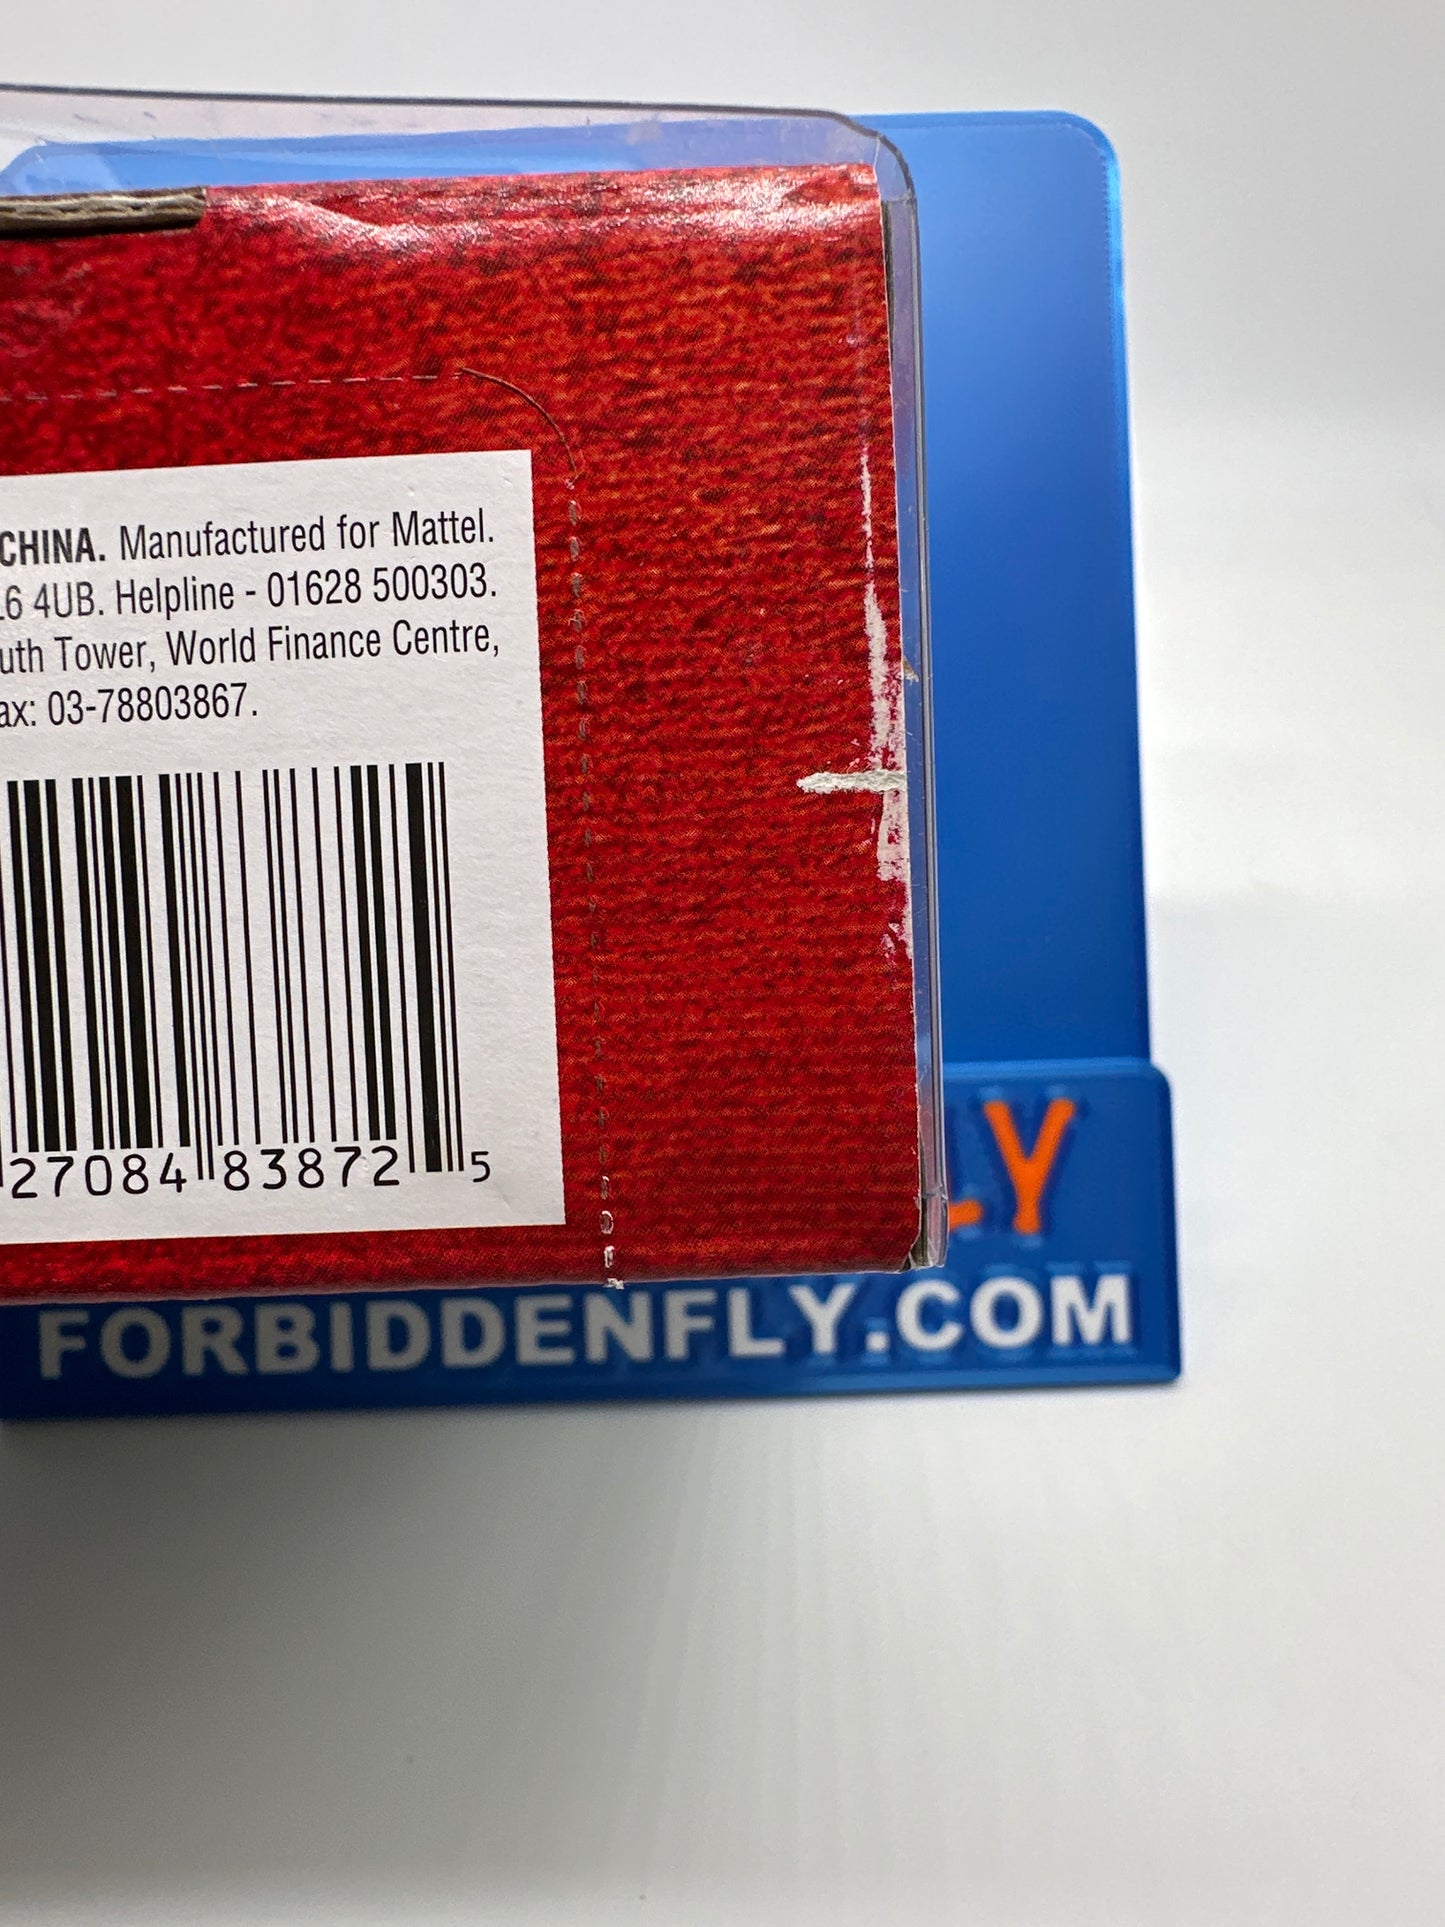 CHINA. Manufactured for Mattel.
L6 4UB. Helpline - 01628 500303.
uth Tower, World Finance Centre,
ax: 03-78803867.
27084 83872 5
LY
FORBIDDENFLY.COM